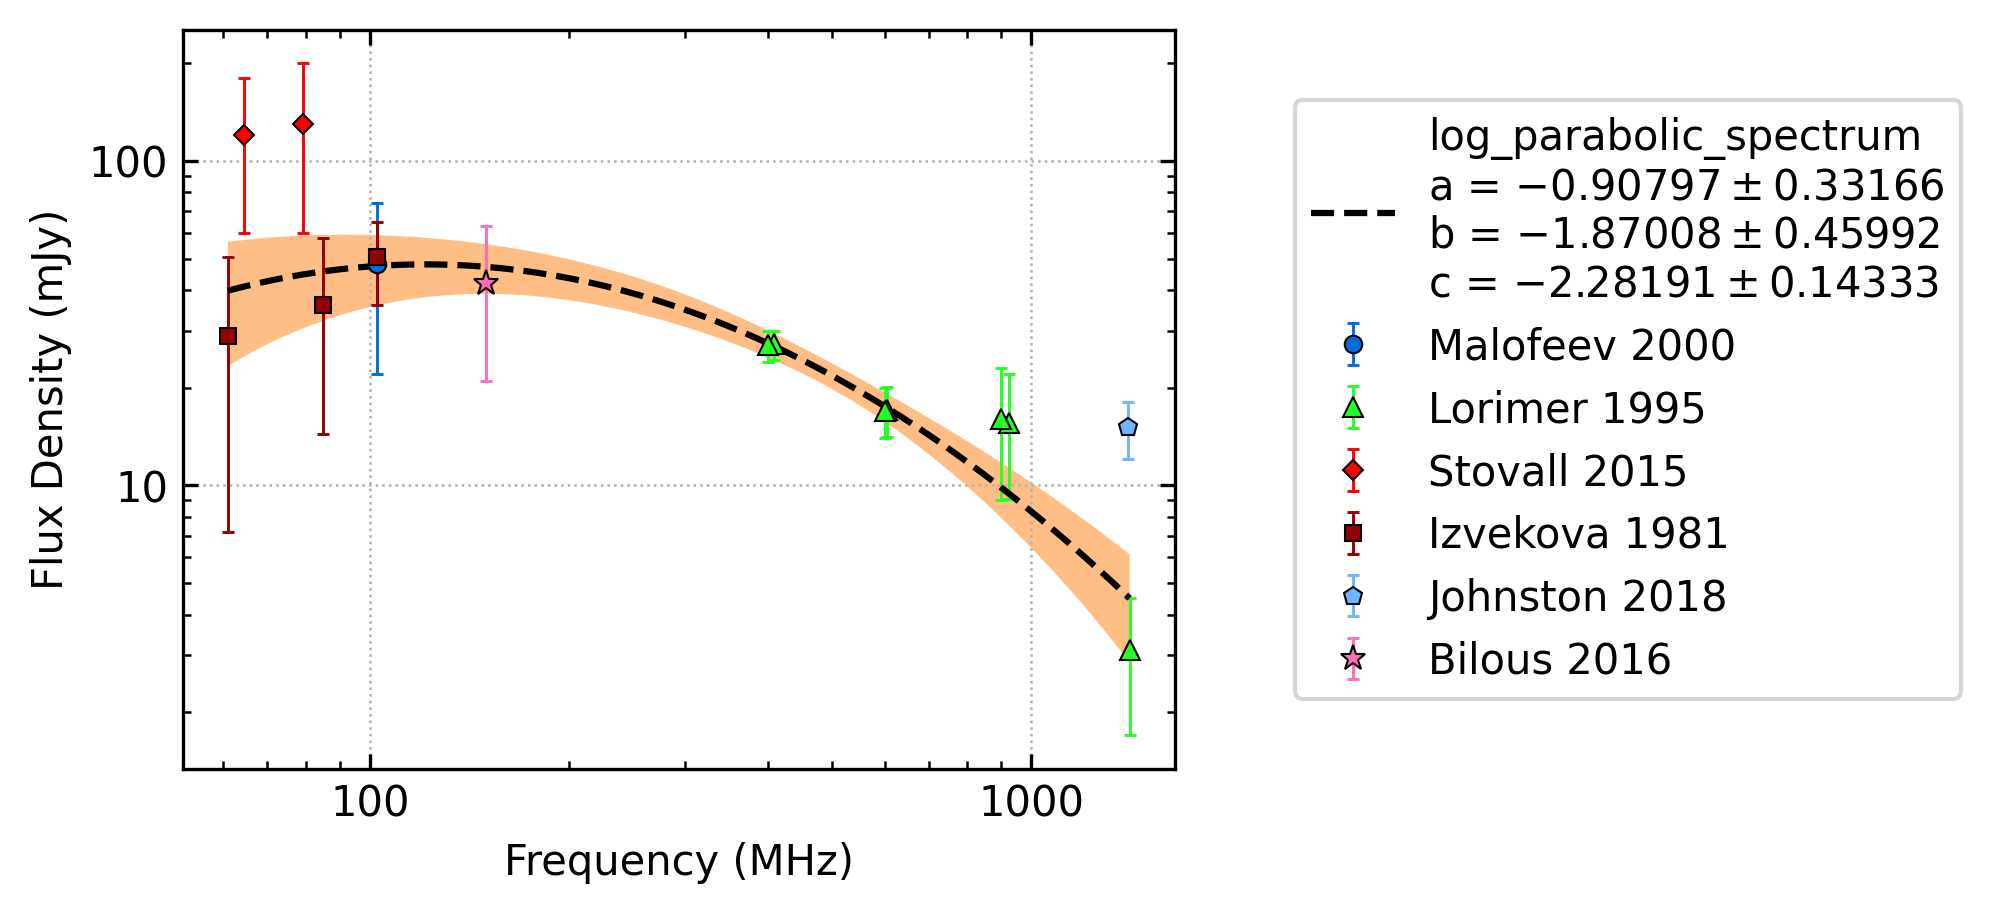 100
10
Flux Density (mJy)
100
1000
Frequency (MHz)
log_parabolic_spectrum
a = −0.90797 ± 0.33166
b = −1.87008 ± 0.45992
c = −2.28191 ± 0.14333
Malofeev 2000
Lorimer 1995
Stovall 2015
Izvekova 1981
Johnston 2018
Bilous 2016